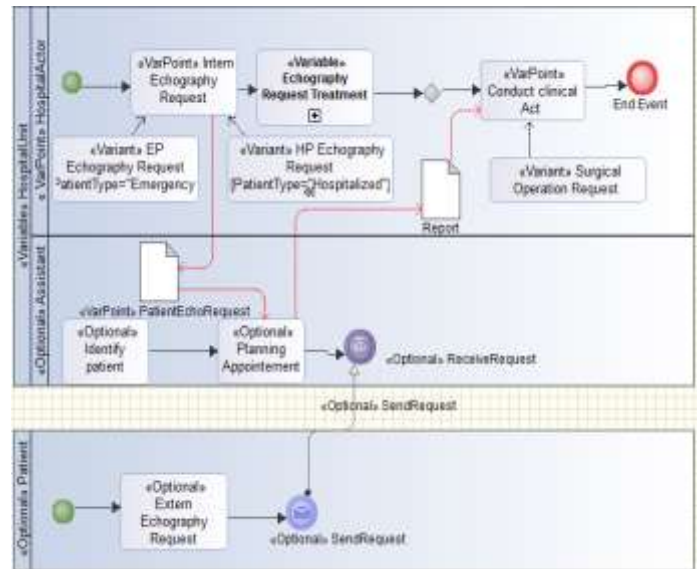 «Variable» HospitalUnit
« VarPoint» HospitalActor
«VarPoint» Intern
Echography
Request
«Variable»
Echography
Request Treatment
«VarPoint»
Conduct clinical
Act
End Event
«Variant» EP
Echography Request
PatientType="Emergency
«Variant» HP Echography
Request
[PatientType="Hospitalized"]
«Variant» Surgical
Operation Request
Report
«Optional» Assistant
«VarPoint» PatientEchoRequest
«Optional»
Identify
patient
«Optional»
Planning
Appointement
«Optional» ReceiveRequest
«Optional» SendRequest
«Optional» Patient
«Optional»
Extern
Echography
Request
«Optional» SendRequest